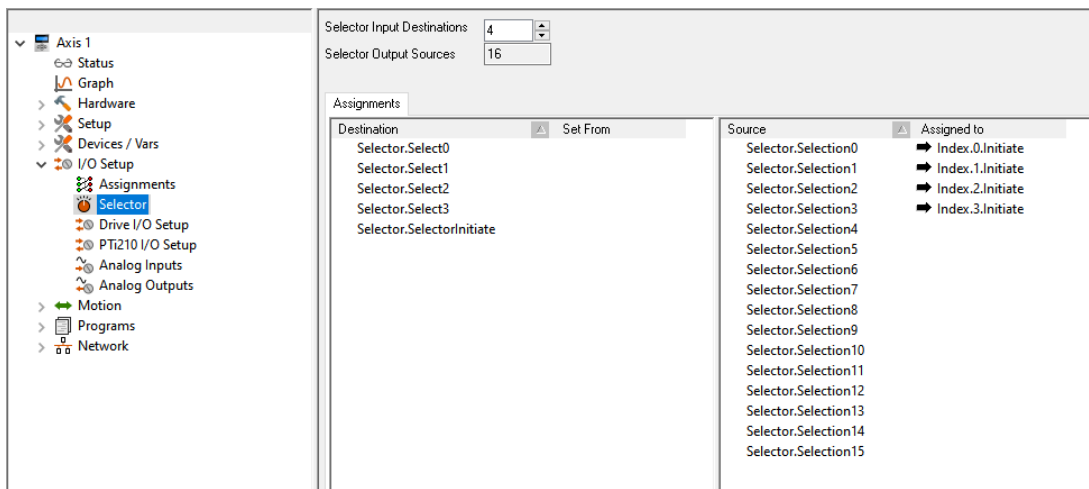 Axis 1
Status
Graph
Hardware
Setup
Devices / Vars
I/O Setup
Assignments
Selector
Drive I/O Setup
PTi210 I/O Setup
Analog Inputs
Analog Outputs
Motion
Programs
Network
Selector Input Destinations 4
Selector Output Sources 16
Assignments
Destination Set From
Selector.Select0
Selector.Select1
Selector.Select2
Selector.Select3
Selector.SelectorInitiate
Source Assigned to
Selector.Selection0 Index.0.Initiate
Selector.Selection1 Index.1.Initiate
Selector.Selection2 Index.2.Initiate
Selector.Selection3 Index.3.Initiate
Selector.Selection4
Selector.Selection5
Selector.Selection6
Selector.Selection7
Selector.Selection8
Selector.Selection9
Selector.Selection10
Selector.Selection11
Selector.Selection12
Selector.Selection13
Selector.Selection14
Selector.Selection15